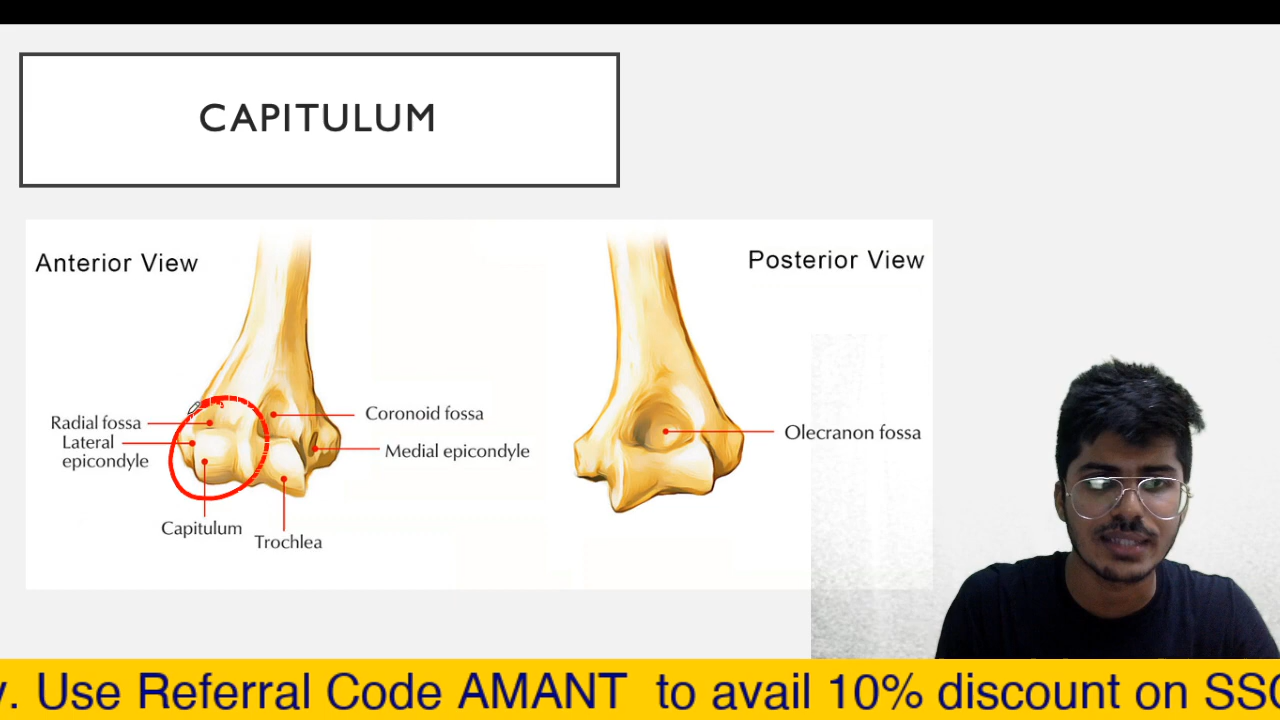 CAPITULUM
Anterior View
Posterior View
Radial fossa
Lateral
epicondyle
Coronoid fossa
Medial epicondyle
Capitulum
Trochlea
Olecranon fossa
. Use Referral Code AMANT to avail 10% discount on